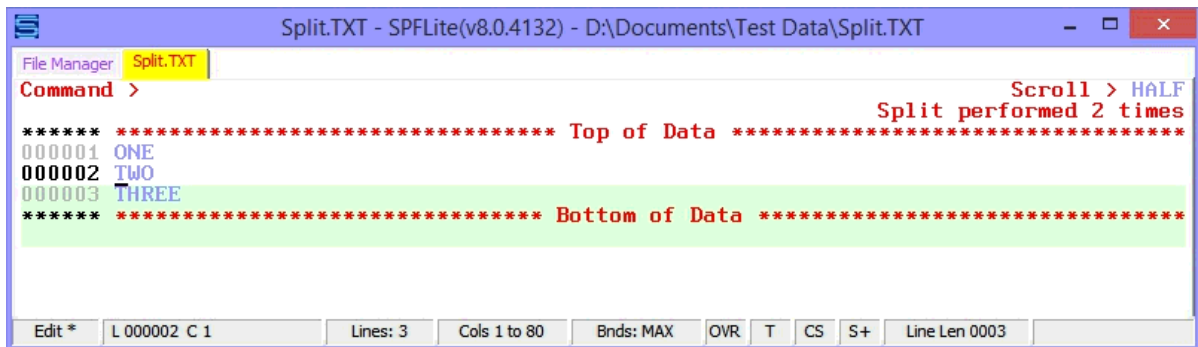 Split.TXT - SPFLite(v8.0.4132) - D:\Documents\Test Data\Split.TXT
File Manager Split.TXT
Command > Scroll > HALF
Split performed 2 times
****** ********************************* Top of Data **********************************
000001 ONE
000002 TWO
000003 THREE
****** ******************************** Bottom of Data ********************************
Edit * L 000002 C 1 Lines: 3 Cols 1 to 80 Bnds: MAX OVR T CS S+ Line Len 0003